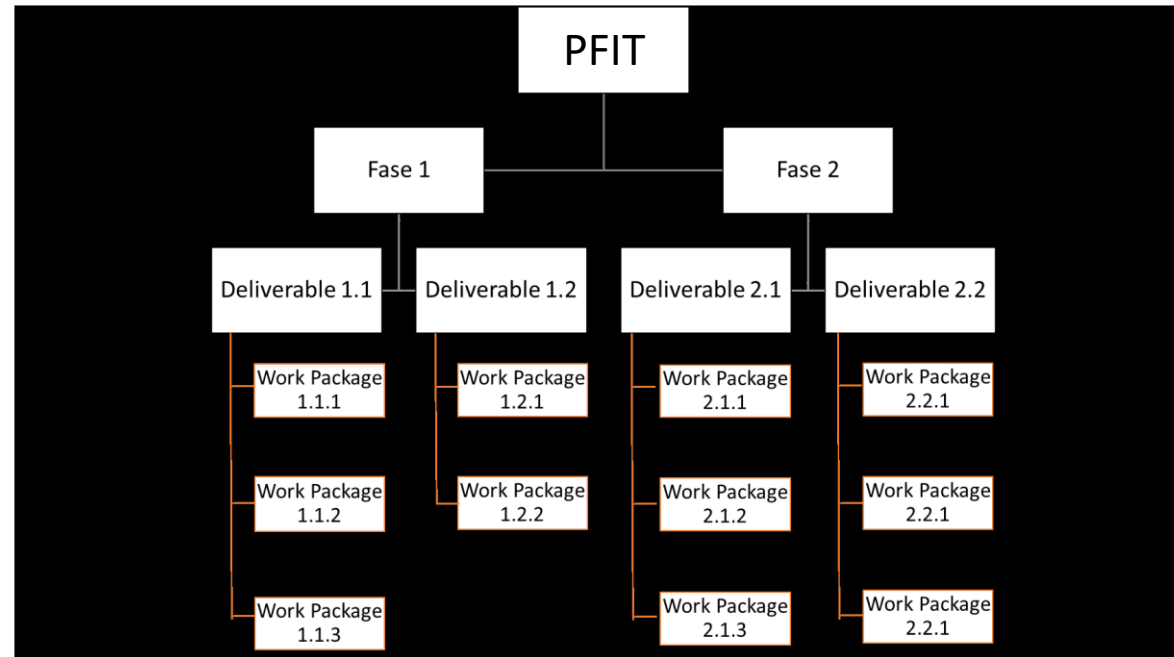 PFIT
Fase 1
Fase 2
Deliverable 1.1
Deliverable 1.2
Deliverable 2.1
Deliverable 2.2
Work Package
1.1.1
Work Package
1.2.1
Work Package
2.1.1
Work Package
2.2.1
Work Package
1.1.2
Work Package
1.2.2
Work Package
2.1.2
Work Package
2.2.1
Work Package
1.1.3
Work Package
2.1.3
Work Package
2.2.1